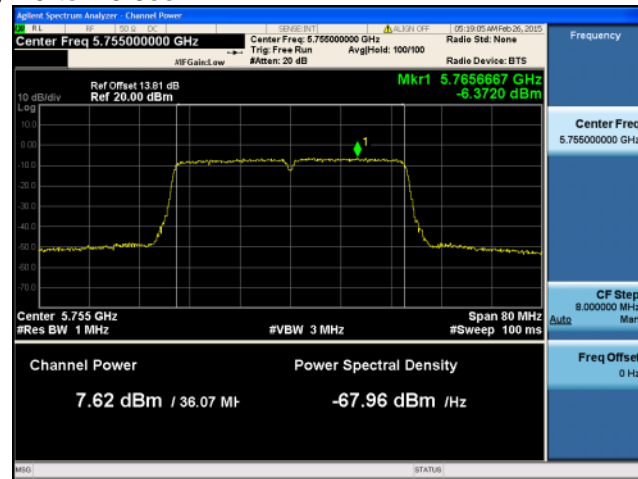 Agilent Spectrum Analyzer - Channel Power
RL RF 50 Ω DC SENSE:INT ALIGN OFF 05:19:05 AM Feb 26, 2015
Center Freq 5.755000000 GHz Center Freq: 5.755000000 GHz Radio Std: None Frequency
Trig: Free Run Avg|Hold: 100/100
#IFGain:Low #Atten: 20 dB Radio Device: BTS
Mkr1 5.7656667 GHz
-6.3720 dBm
Ref Offset 13.81 dB
10 dB/div Ref 20.00 dBm
Log
10.0
0.00
-10.0
-20.0
-30.0
-40.0
-50.0
-60.0
-70.0
1
Center Freq
5.755000000 GHz
Center 5.755 GHz Span 80 MHz
#Res BW 1 MHz #VBW 3 MHz #Sweep 100 ms
CF Step
8.000000 MHz
Auto Man
Channel Power Power Spectral Density
7.62 dBm / 36.07 MH -67.96 dBm /Hz
Freq Offset
0 Hz
MSG STATUS